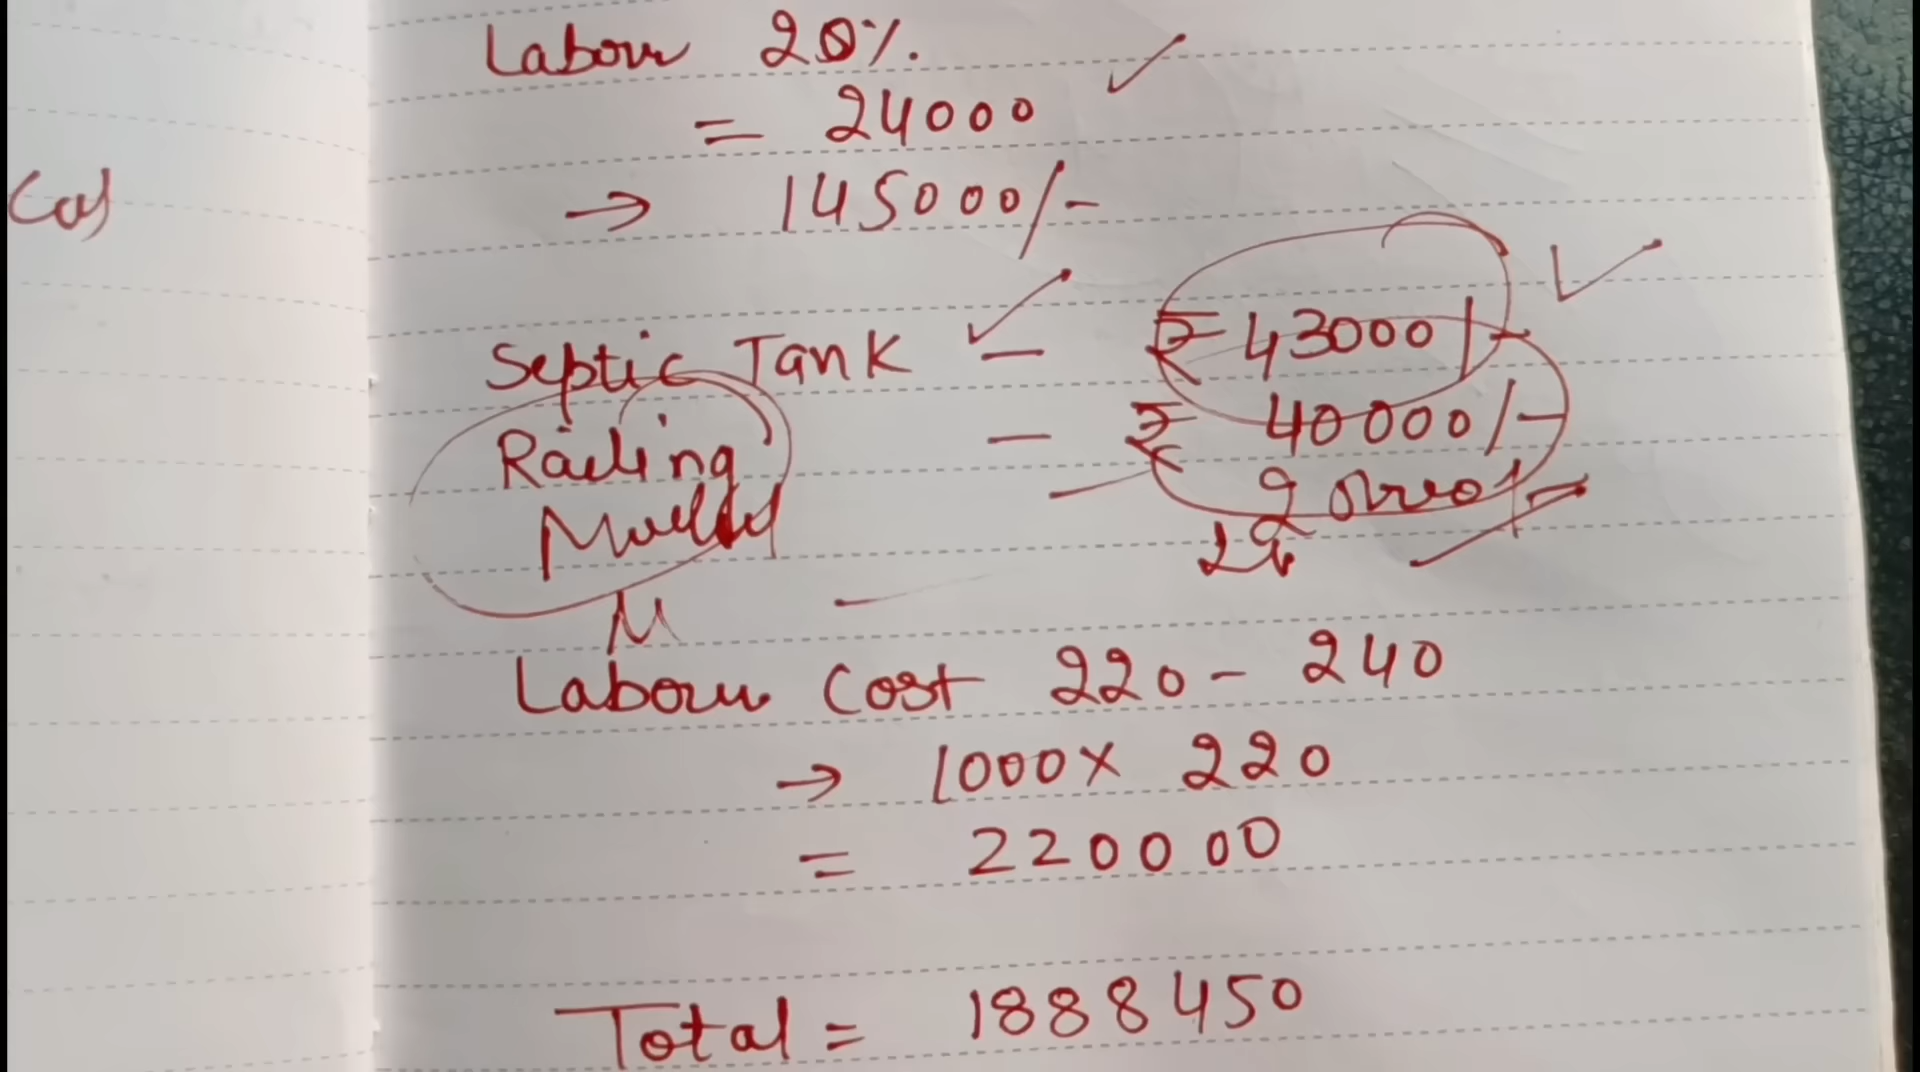 Labour 20%.
= 24000
→ 145000/-
Septic Tank - ₹ 43000/-
Railing - ₹ 40000/-
Labour Cost 220 - 240
→ 1000 x 220
= 220000
Total = 1888450